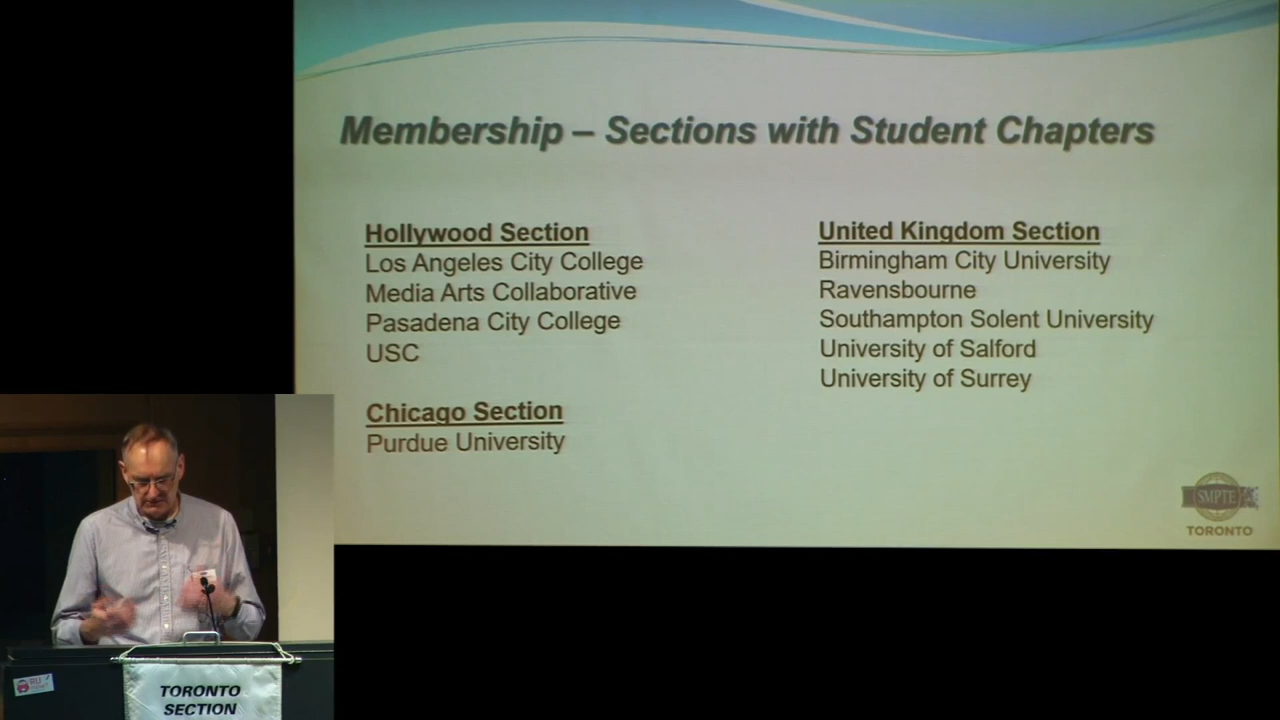 Membership – Sections with Student Chapters
Hollywood Section
Los Angeles City College
Media Arts Collaborative
Pasadena City College
USC
Chicago Section
Purdue University
United Kingdom Section
Birmingham City University
Ravensbourne
Southampton Solent University
University of Salford
University of Surrey
SMPTE
TORONTO
RU
TORONTO
SECTION